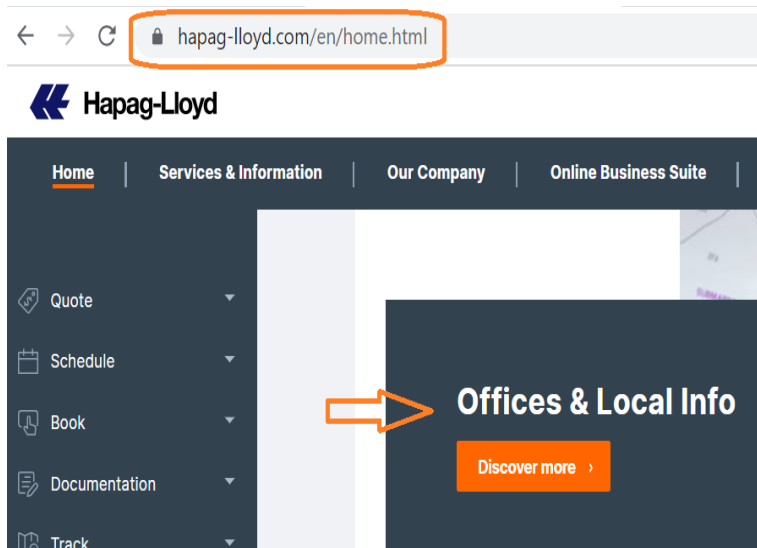 hapag-lloyd.com/en/home.html
Hapag-Lloyd
Home | Services & Information | Our Company | Online Business Suite |
Quote
Schedule
Book
Documentation
Track
Offices & Local Info
Discover more ›